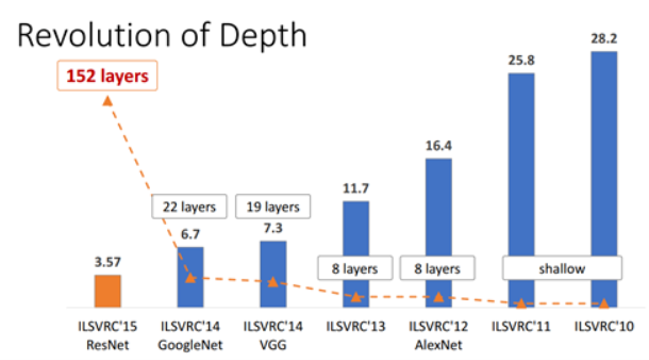 Revolution of Depth
28.2
25.8
152 layers
16.4
11.7
22 layers
19 layers
7.3
6.7
3.57
8 layers
8 layers
shallow
ILSVRC'15
ResNet
ILSVRC'14
GoogleNet
ILSVRC'14
VGG
ILSVRC'13
ILSVRC'12
AlexNet
ILSVRC'11
ILSVRC'10